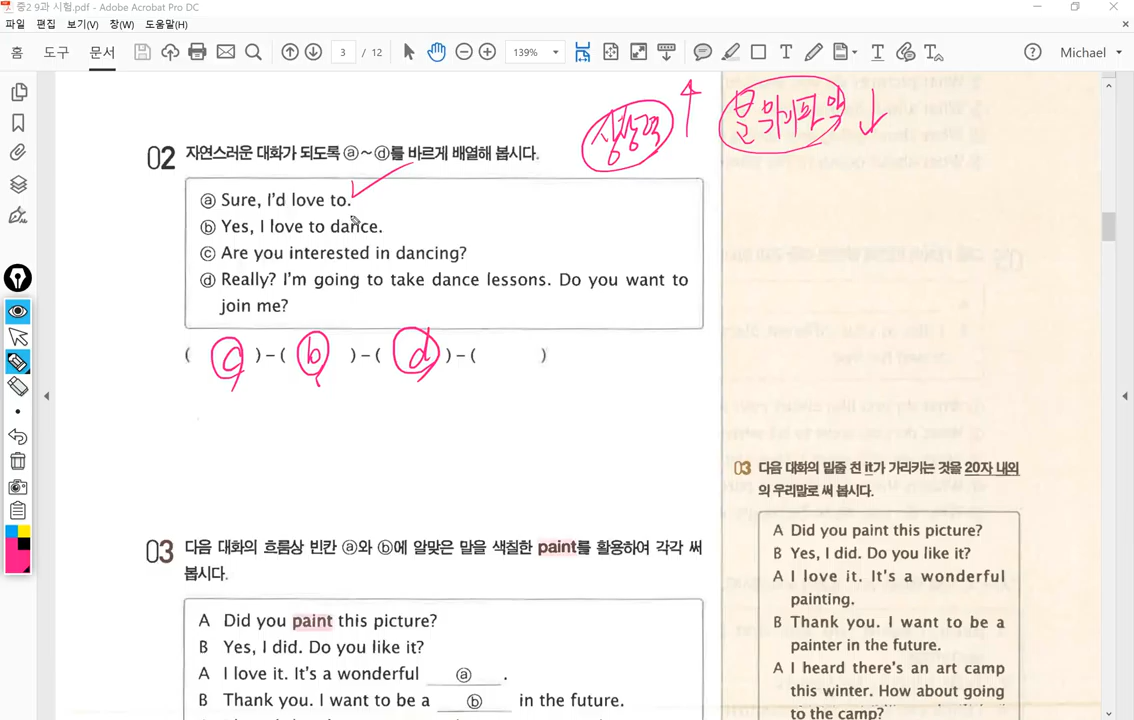 중2 9과 시험.pdf - Adobe Acrobat Pro DC
파일 편집 보기(V) 창(W) 도움말(H)
홈 도구 문서 3 / 12 139% Michael
상상력 ↑ 문맥파악 ↓
02 자연스러운 대화가 되도록 ⓐ~ⓓ를 바르게 배열해 봅시다.
ⓐ Sure, I'd love to.
ⓑ Yes, I love to dance.
ⓒ Are you interested in dancing?
ⓓ Really? I'm going to take dance lessons. Do you want to
join me?
( ⓒ ) – ( ⓑ ) – ( ⓓ ) – ( )
03 다음 대화의 흐름상 빈칸 ⓐ와 ⓑ에 알맞은 말을 색칠한 paint를 활용하여 각각 써
봅시다.
A Did you paint this picture?
B Yes, I did. Do you like it?
A I love it. It's a wonderful ⓐ .
B Thank you. I want to be a ⓑ in the future.
03 다음 대화의 밑줄 친 it가 가리키는 것을 20자 내외
의 우리말로 써 봅시다.
A Did you paint this picture?
B Yes, I did. Do you like it?
A I love it. It's a wonderful
painting.
B Thank you. I want to be a
painter in the future.
A I heard there's an art camp
this winter. How about going
to the camp?